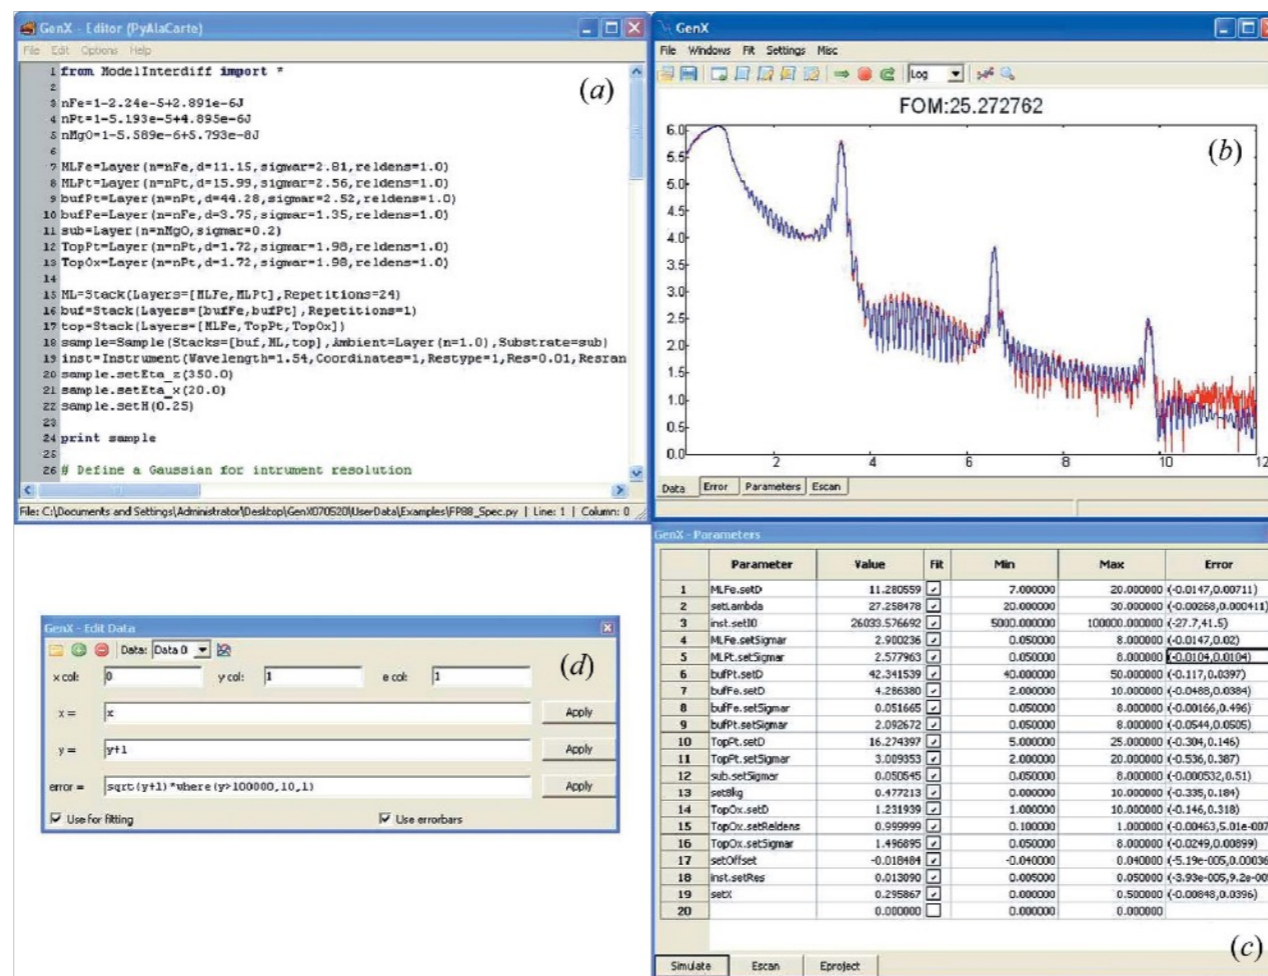 GenX - Editor (PyAlaCarte)
File Edit Options Help
1 from ModelInterdiff import *
2
3 nFe=1-2.24e-5+2.891e-6J
4 nPt=1-5.193e-5+4.895e-6J
5 nMgO=1-5.589e-6+5.793e-8J
6
7 MLFe=Layer(n=nFe,d=11.15,sigmar=2.81,reldens=1.0)
8 MLPt=Layer(n=nPt,d=15.99,sigmar=2.56,reldens=1.0)
9 bufPt=Layer(n=nPt,d=44.28,sigmar=2.52,reldens=1.0)
10 bufFe=Layer(n=nFe,d=3.75,sigmar=1.35,reldens=1.0)
11 sub=Layer(n=nMgO,sigmar=0.2)
12 TopPt=Layer(n=nPt,d=1.72,sigmar=1.98,reldens=1.0)
13 TopOx=Layer(n=nPt,d=1.72,sigmar=1.98,reldens=1.0)
14
15 ML=Stack(Layers=[MLFe,MLPt],Repetitions=24)
16 buf=Stack(Layers=[bufFe,bufPt],Repetitions=1)
17 top=Stack(Layers=[MLFe,TopPt,TopOx])
18 sample=Sample(Stacks=[buf,ML,top],Ambient=Layer(n=1.0),Substrate=sub)
19 inst=Instrument(Wavelength=1.54,Coordinates=1,Restype=1,Res=0.01,Resran
20 sample.setEta_z(350.0)
21 sample.setEta_x(20.0)
22 sample.setH(0.25)
23
24 print sample
25
26 # Define a Gaussian for intrument resolution
(a)
File: C:\Documents and Settings\Administrator\Desktop\GenX070520\UserData\Examples\FP88_Spec.py | Line: 1 | Column: 0
GenX
File Windows Fit Settings Misc
Log
FOM:25.272762
(b)
6.0
5.5
5.0
4.5
4.0
3.5
3.0
2.5
2.0
1.5
1.0
0.5
0.0
2 4 6 8 10 12
Data Error Parameters Escan
GenX - Parameters
Parameter Value Fit Min Max Error
1 MLFe.setD 11.280559 7.000000 20.000000 (-0.0147,0.00711)
2 setLambda 27.258478 20.000000 30.000000 (-0.00268,0.000411)
3 inst.setI0 26033.576692 5000.000000 100000.000000 (-27.7,41.5)
4 MLFe.setSigmar 2.900236 0.050000 8.000000 (-0.0147,0.02)
5 MLPt.setSigmar 2.577963 0.050000 8.000000 (-0.0104,0.0104)
6 bufPt.setD 42.341539 40.000000 50.000000 (-0.117,0.0397)
7 bufFe.setD 4.286380 2.000000 10.000000 (-0.0488,0.0384)
8 bufFe.setSigmar 0.051665 0.050000 8.000000 (-0.00166,0.496)
9 bufPt.setSigmar 2.092672 0.050000 8.000000 (-0.0544,0.0505)
10 TopPt.setD 16.274397 5.000000 25.000000 (-0.304,0.146)
11 TopPt.setSigmar 3.009353 2.000000 20.000000 (-0.536,0.387)
12 sub.setSigmar 0.050545 0.050000 8.000000 (-0.000532,0.51)
13 setBkg 0.477213 0.000000 10.000000 (-0.335,0.184)
14 TopOx.setD 1.231939 1.000000 10.000000 (-0.146,0.318)
15 TopOx.setReldens 0.999999 0.100000 1.000000 (-0.00463,5.01e-007
16 TopOx.setSigmar 1.496895 0.050000 8.000000 (-0.0249,0.00899)
17 setOffset -0.018484 -0.040000 0.040000 (-5.19e-005,0.00036
18 inst.setRes 0.013090 0.005000 0.050000 (-3.93e-005,9.2e-00
19 setX 0.295867 0.000000 0.500000 (-0.00848,0.0396)
20 0.000000 0.000000 0.000000
(c)
Simulate Escan Eproject
GenX - Edit Data
Data: Data 0
(d)
x col: 0 y col: 1 e col: 1
x = x Apply
y = y+1 Apply
error = sqrt(y+1)*where(y>100000,10,1) Apply
Use for fitting Use errorbars